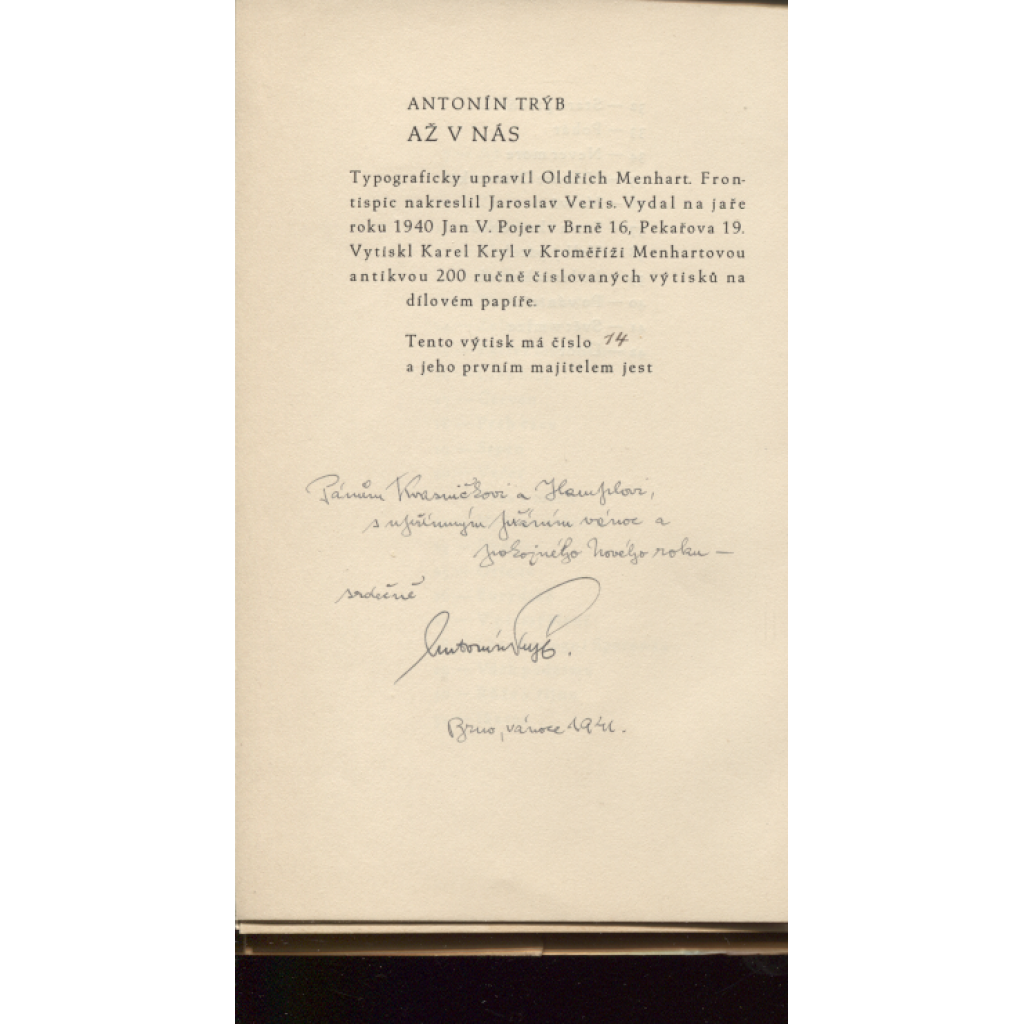 ANTONÍN TRÝB
AŽ V NÁS
Typograficky upravil Oldřich Menhart. Fron-
tispic nakreslil Jaroslav Veris. Vydal na jaře
roku 1940 Jan V. Pojer v Brně 16, Pekařova 19.
Vytiskl Karel Kryl v Kroměříži Menhartovou
antikvou 200 ručně číslovaných výtisků na
dílovém papíře.
Tento výtisk má číslo 14
a jeho prvním majitelem jest
Pánům Kvasničkovi a Hamplovi,
s upřímným přáním vánoc a
pokojného Nového roku —
srdečně
Antonín Trýb.
Brno, vánoce 1941.